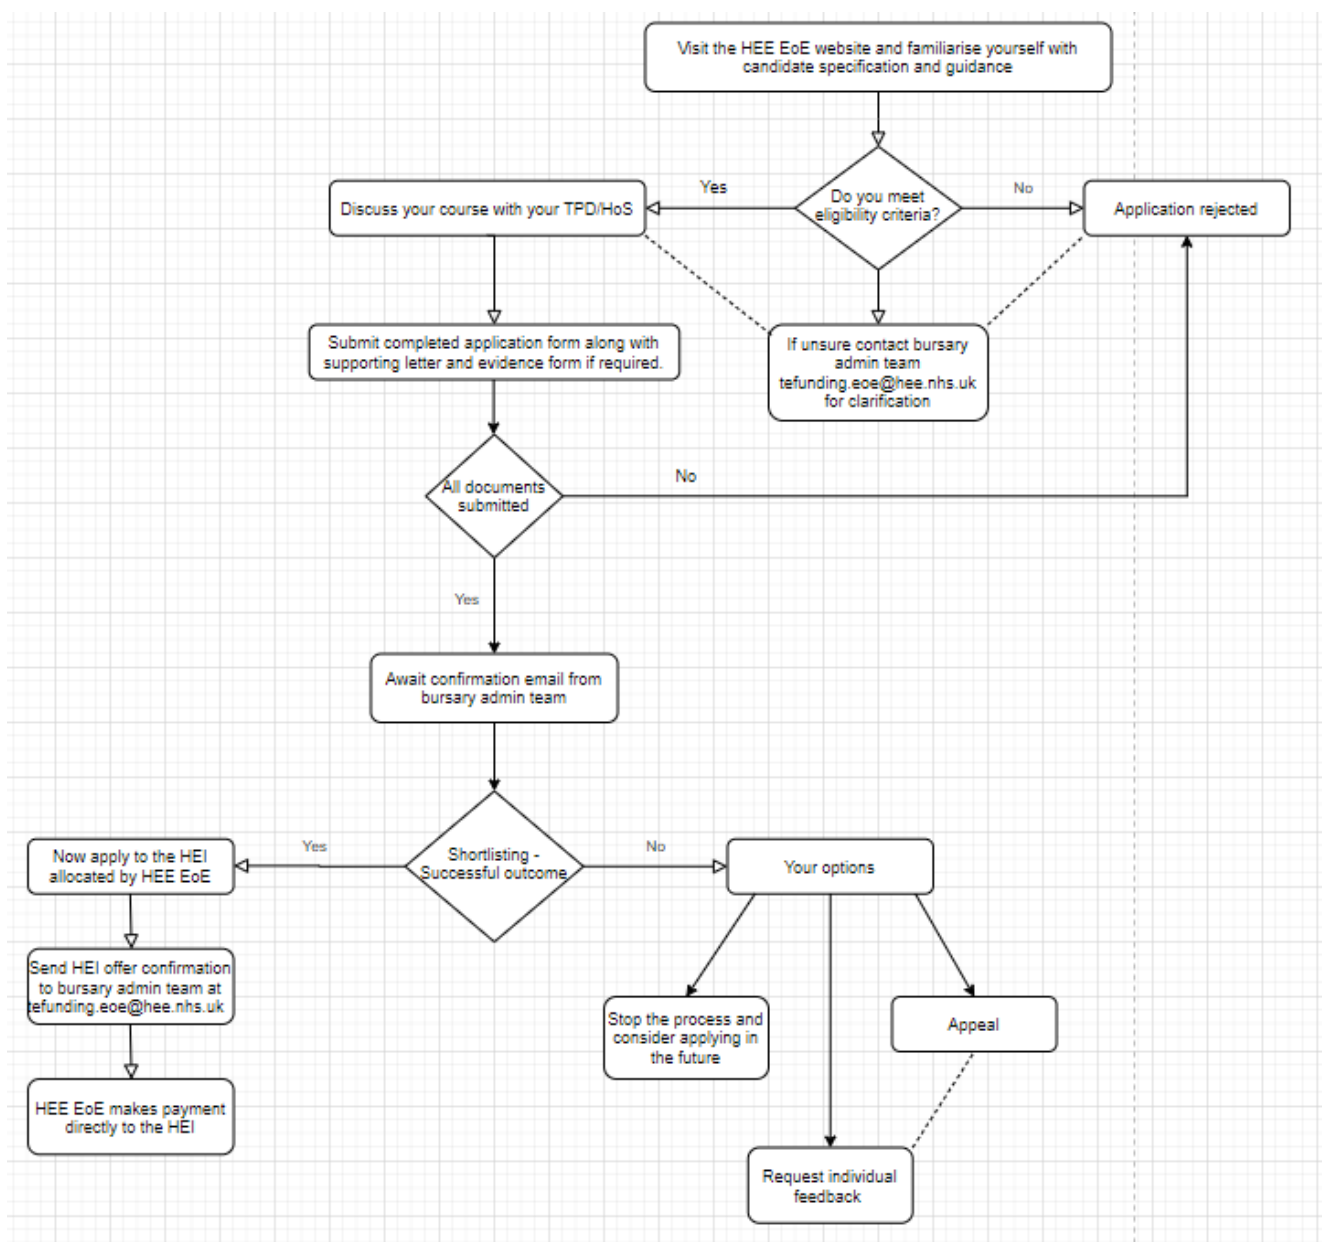 Visit the HEE EoE website and familiarise yourself with
candidate specification and guidance
Do you meet
eligibility criteria?
Yes
No
Discuss your course with your TPD/HoS
Application rejected
Submit completed application form along with
supporting letter and evidence form if required.
If unsure contact bursary
admin team
tefunding.eoe@hee.nhs.uk
for clarification
All documents
submitted
No
Yes
Await confirmation email from
bursary admin team
Shortlisting -
Successful outcome
Yes
No
Now apply to the HEI
allocated by HEE EoE
Your options
Send HEI offer confirmation
to bursary admin team at
tefunding.eoe@hee.nhs.uk
Stop the process and
consider applying in
the future
Appeal
HEE EoE makes payment
directly to the HEI
Request individual
feedback